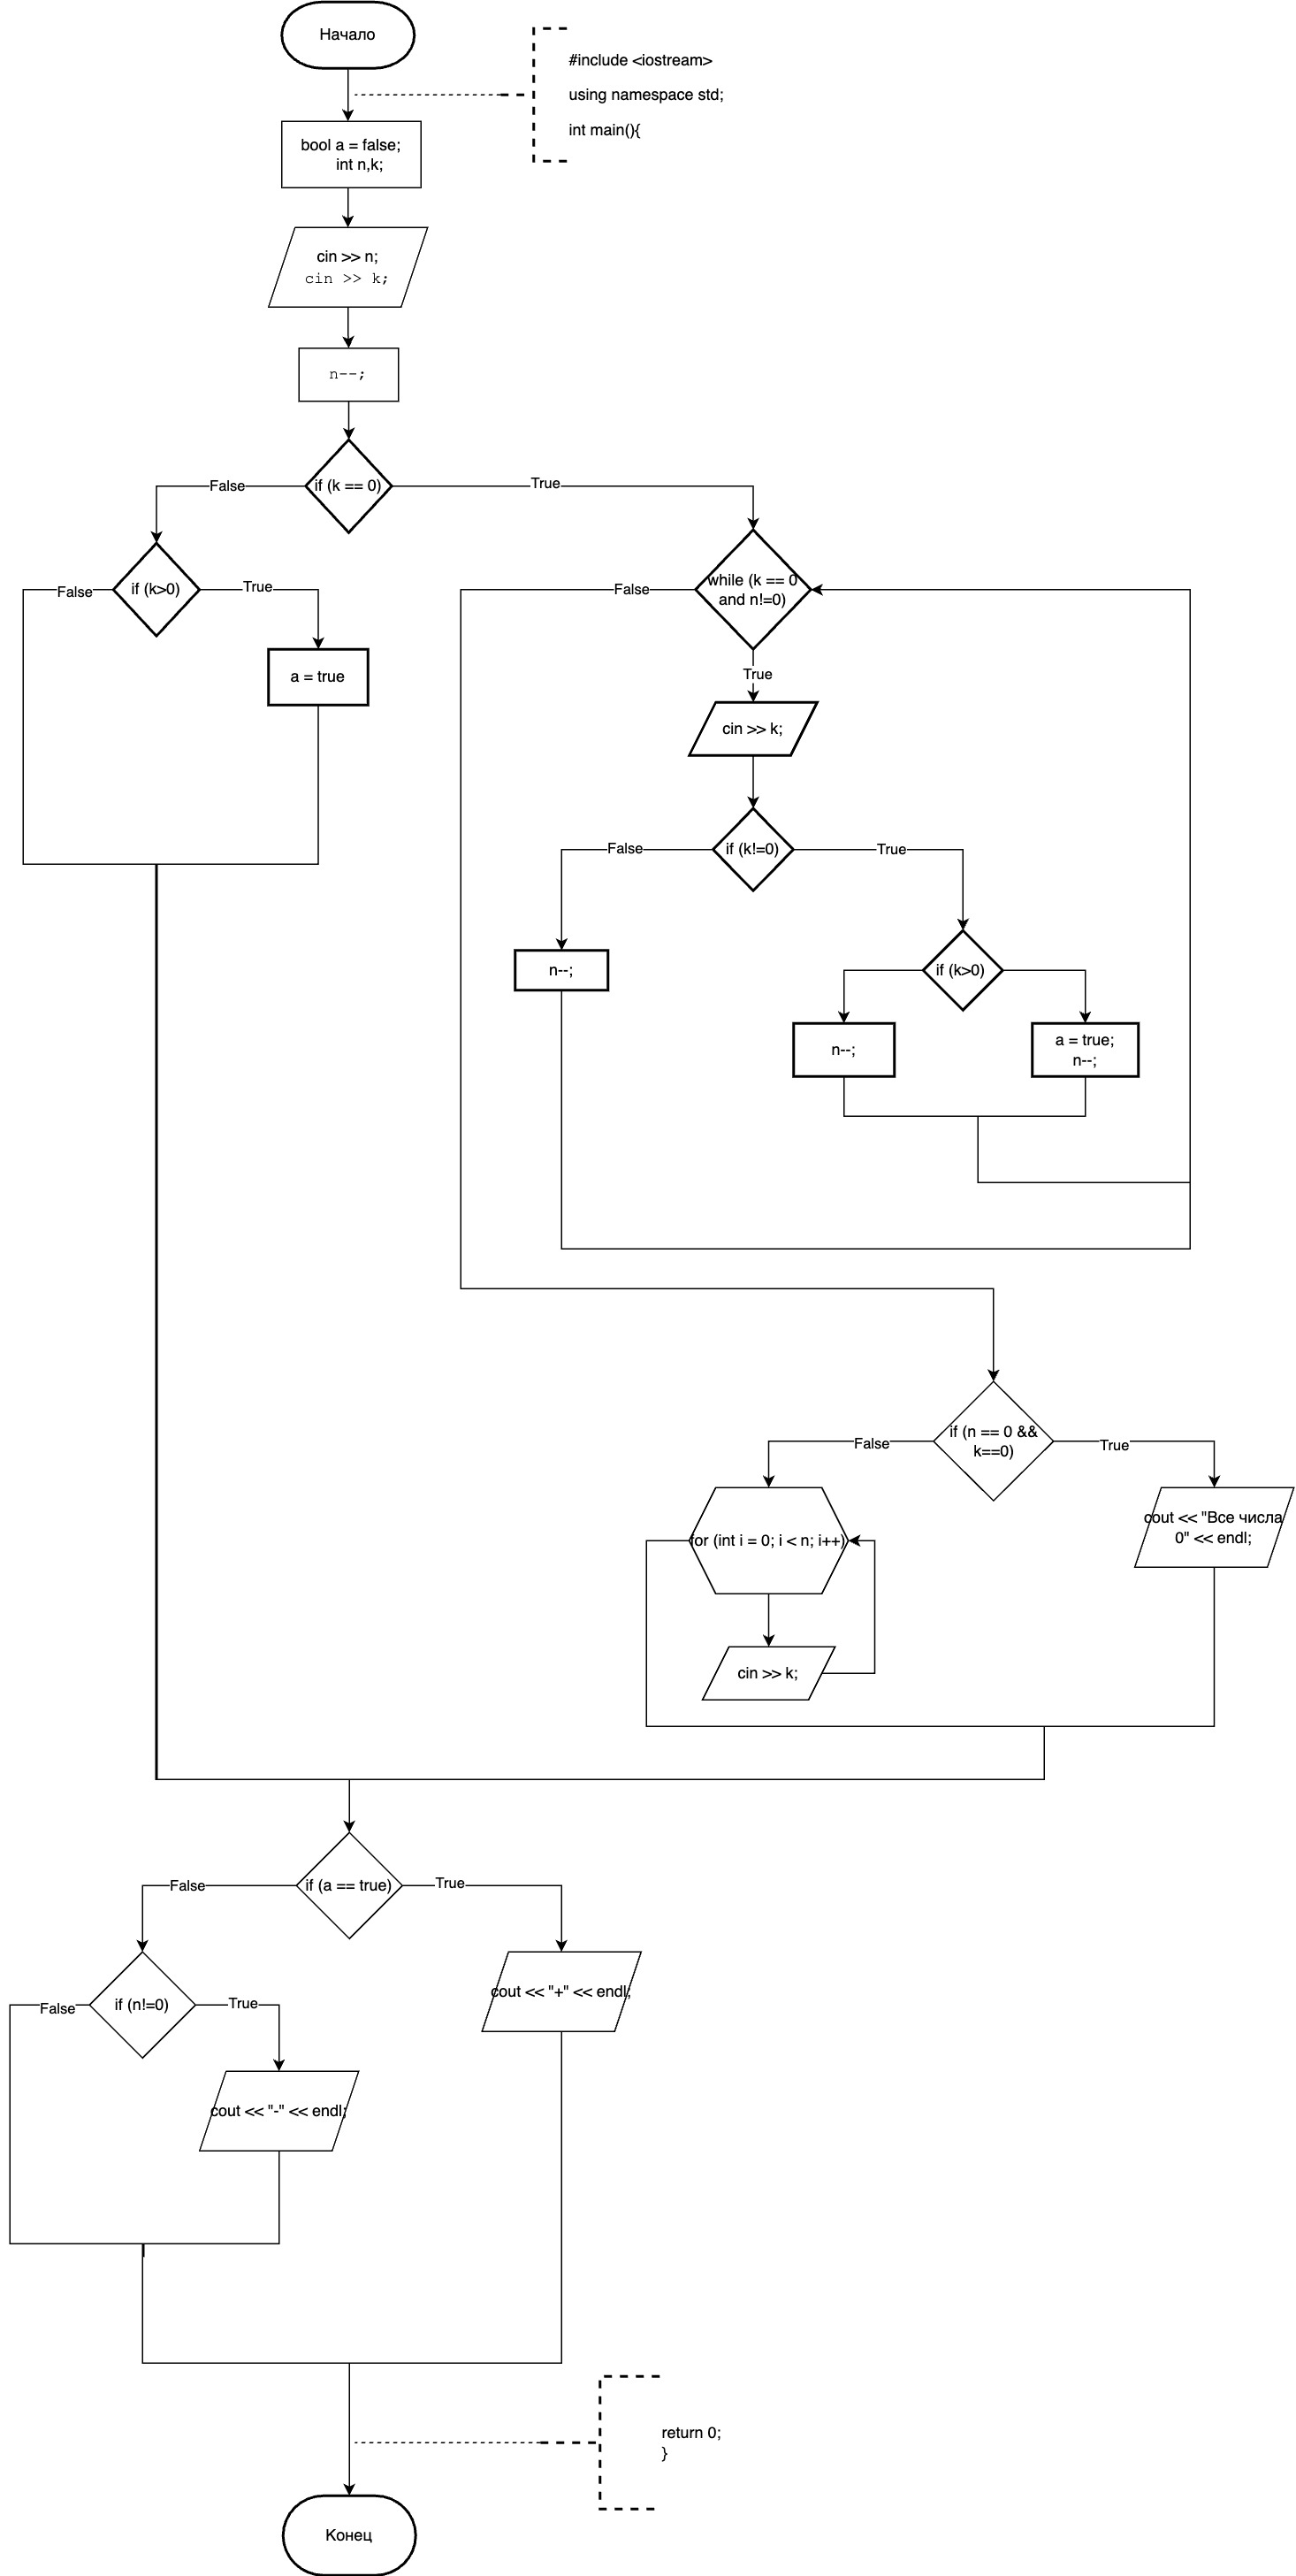 Начало
#include <iostream>
using namespace std;
int main(){
bool a = false;
int n,k;
cin >> n;
cin >> k;
n--;
if (k == 0)
False
True
if (k>0)
False
True
a = true
while (k == 0
and n!=0)
False
True
cin >> k;
if (k!=0)
False
True
n--;
if (k>0)
n--;
a = true;
n--;
if (n == 0 &&
k==0)
False
True
for (int i = 0; i < n; i++)
cout << "Все числа
0" << endl;
cin >> k;
if (a == true)
False
True
if (n!=0)
False
True
cout << "+" << endl;
cout << "-" << endl;
return 0;
}
Конец